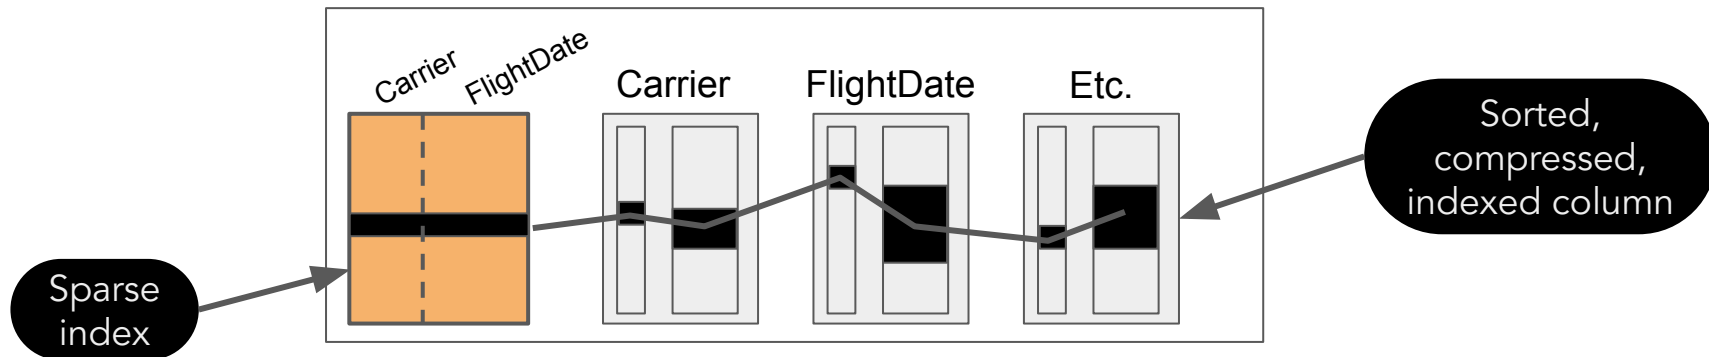 Carrier
FlightDate
Carrier
FlightDate
Etc.
Sorted,
compressed,
indexed column
Sparse
index